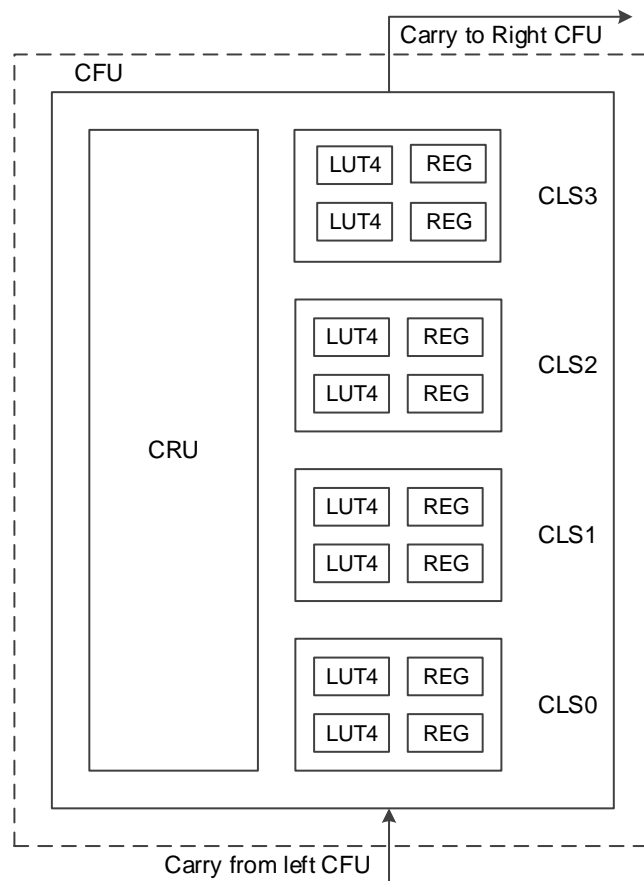 Carry to Right CFU
CFU
LUT4 REG
CLS3
LUT4 REG
LUT4 REG
CLS2
LUT4 REG
CRU
LUT4 REG
CLS1
LUT4 REG
LUT4 REG
CLS0
LUT4 REG
Carry from left CFU